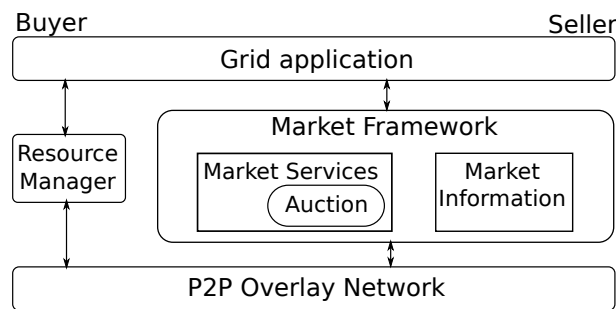 Buyer
Seller
Grid application
Market Framework
Resource
Manager
Market Services
Auction
Market
Information
P2P Overlay Network